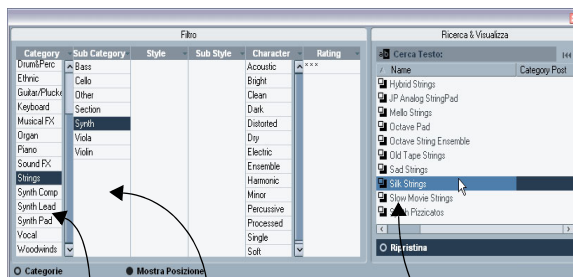 Filtro
Ricerca & Visualizza
Category
Sub Category
Style
Sub Style
Character
Rating
Drum&Perc
Ethnic
Guitar/Plucke
Keyboard
Musical FX
Organ
Piano
Sound FX
Strings
Synth Comp
Synth Lead
Synth Pad
Vocal
Woodwinds
Bass
Cello
Other
Section
Synth
Viola
Violin
Acoustic
Bright
Clean
Dark
Distorted
Dry
Electric
Ensemble
Harmonic
Minor
Percussive
Processed
Single
Soft
×××
Cerca Testo:
Name
Category Post
Hybrid Strings
JP Analog StringPad
Mello Strings
Octave Pad
Octave String Ensemble
Old Tape Strings
Sad Strings
Silk Strings
Slow Movie Strings
Pizzicatos
Categorie
Mostra Posizione
Ripristina